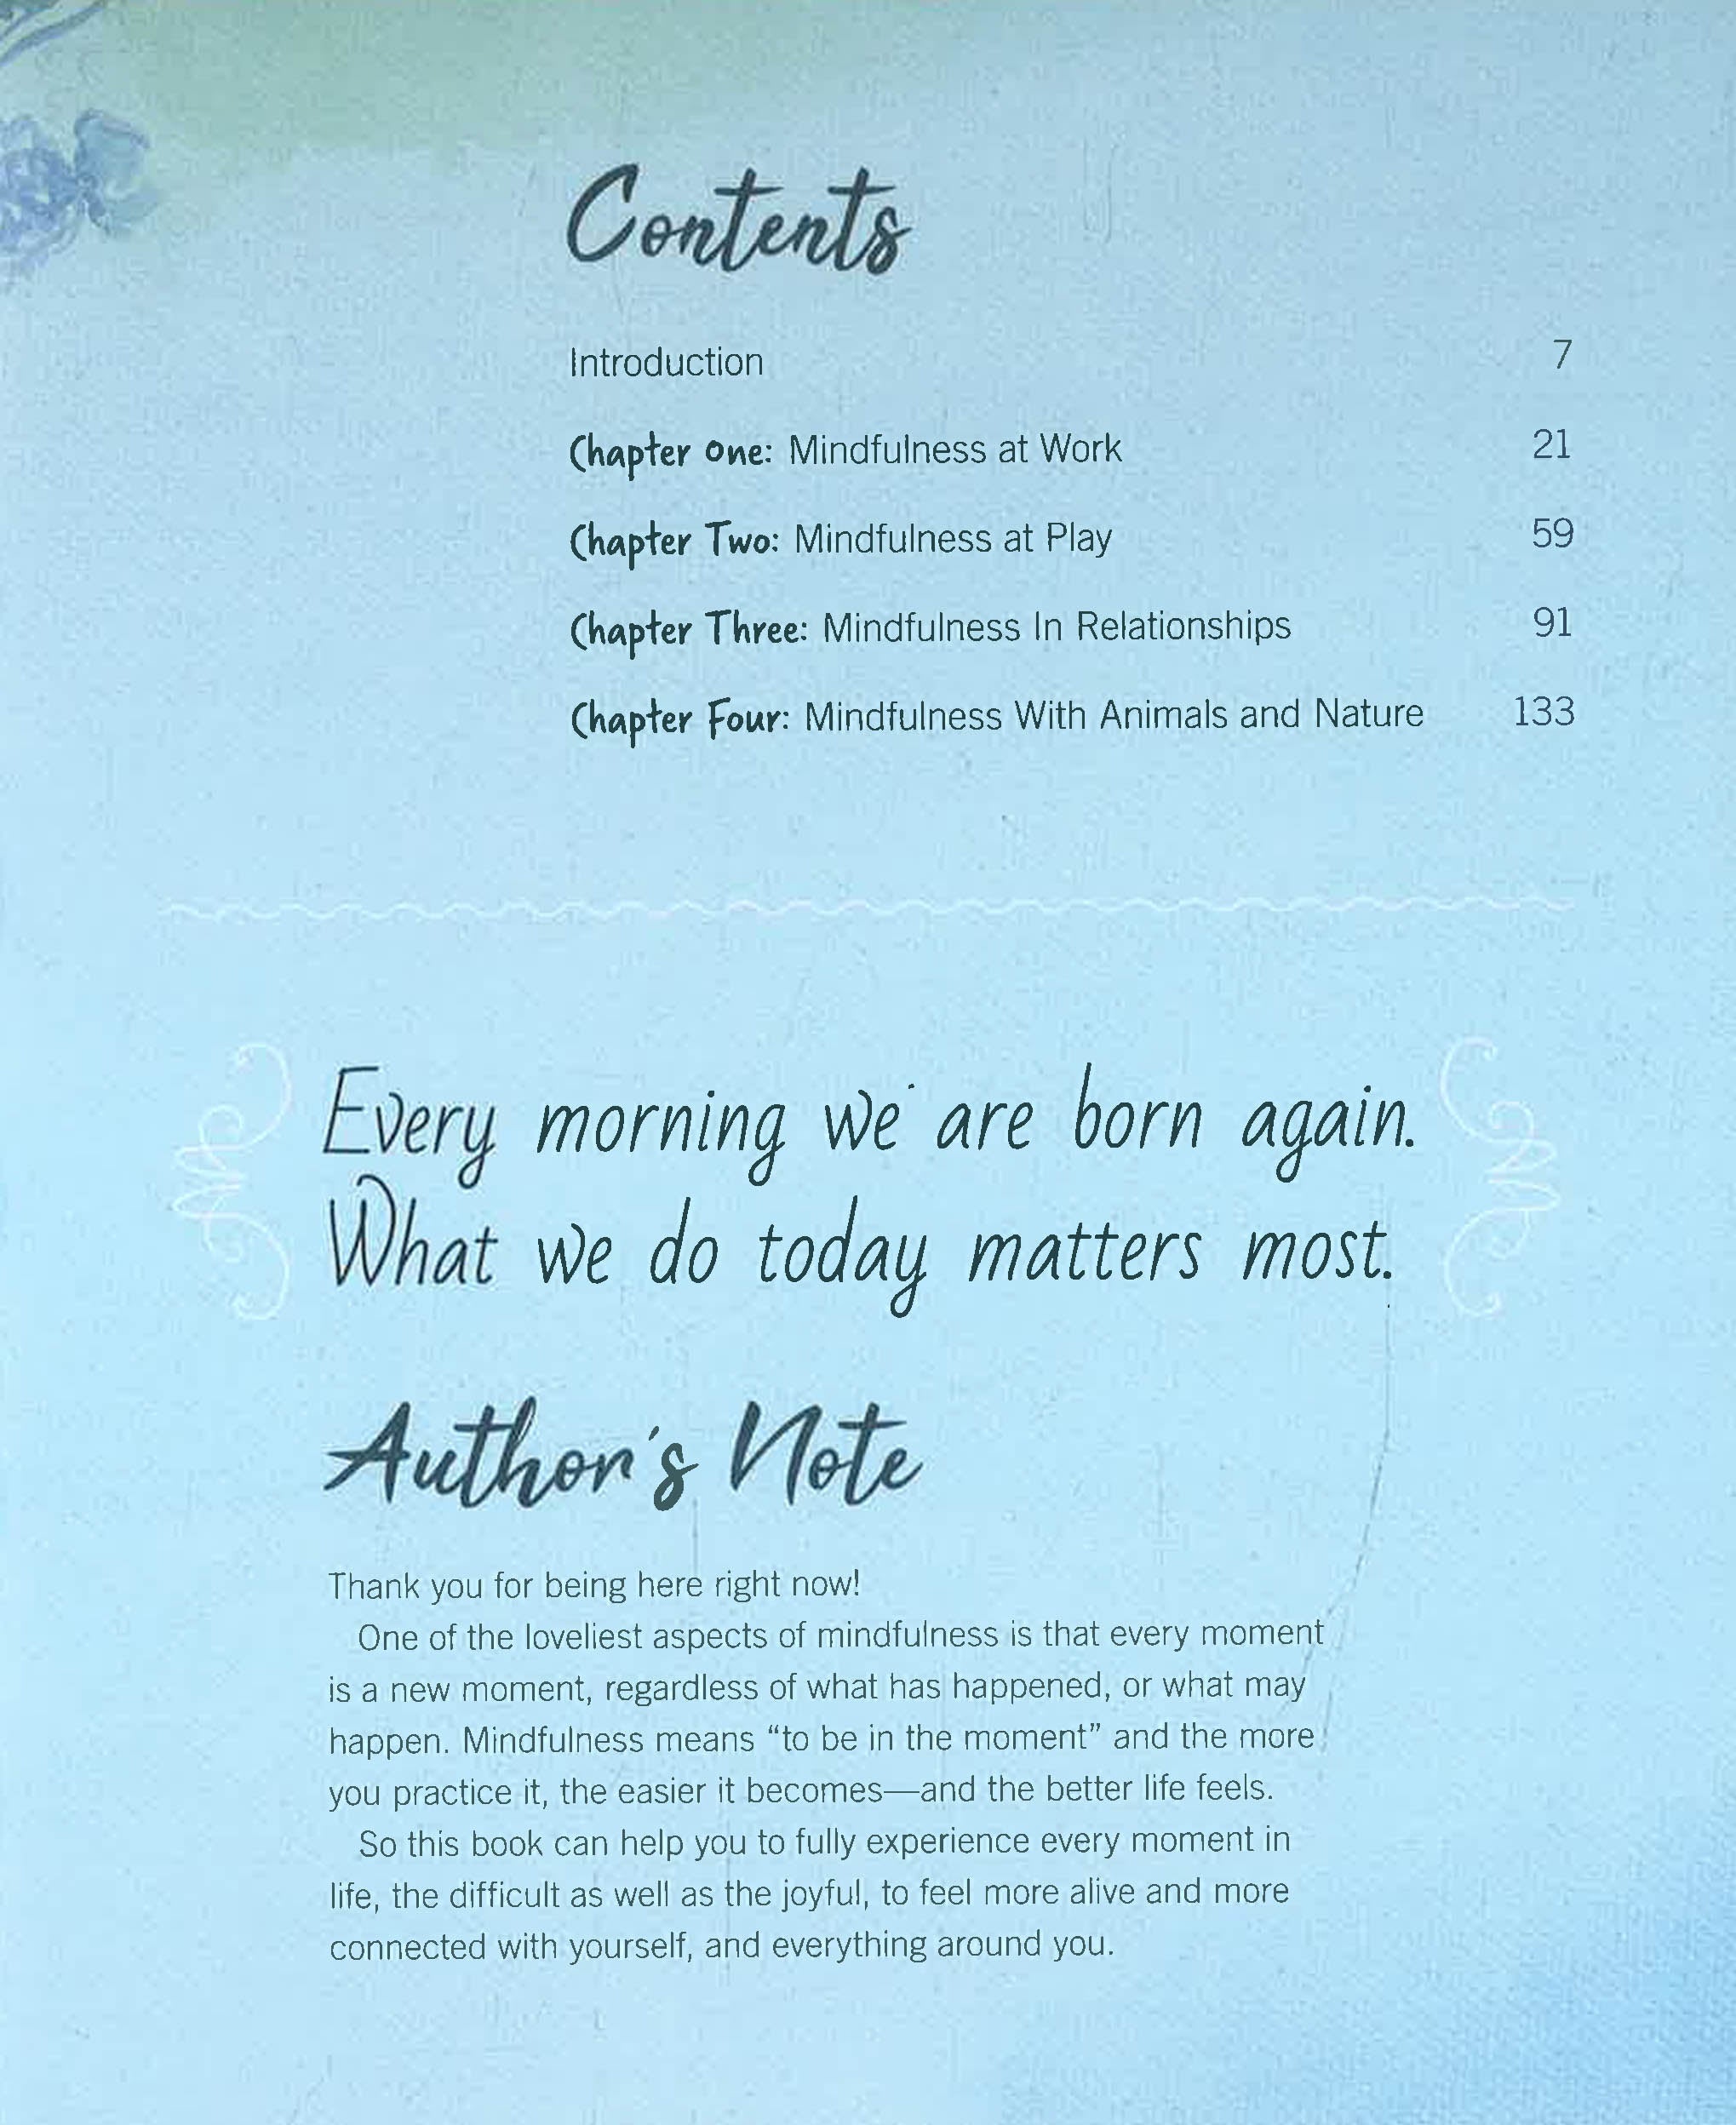 Contents
Introduction 7
Chapter One: Mindfulness at Work 21
Chapter Two: Mindfulness at Play 59
Chapter Three: Mindfulness In Relationships 91
Chapter Four: Mindfulness With Animals and Nature 133
Every morning we are born again.
What we do today matters most.
Author's Note
Thank you for being here right now!
One of the loveliest aspects of mindfulness is that every moment
is a new moment, regardless of what has happened, or what may
happen. Mindfulness means “to be in the moment” and the more
you practice it, the easier it becomes—and the better life feels.
So this book can help you to fully experience every moment in
life, the difficult as well as the joyful, to feel more alive and more
connected with yourself, and everything around you.